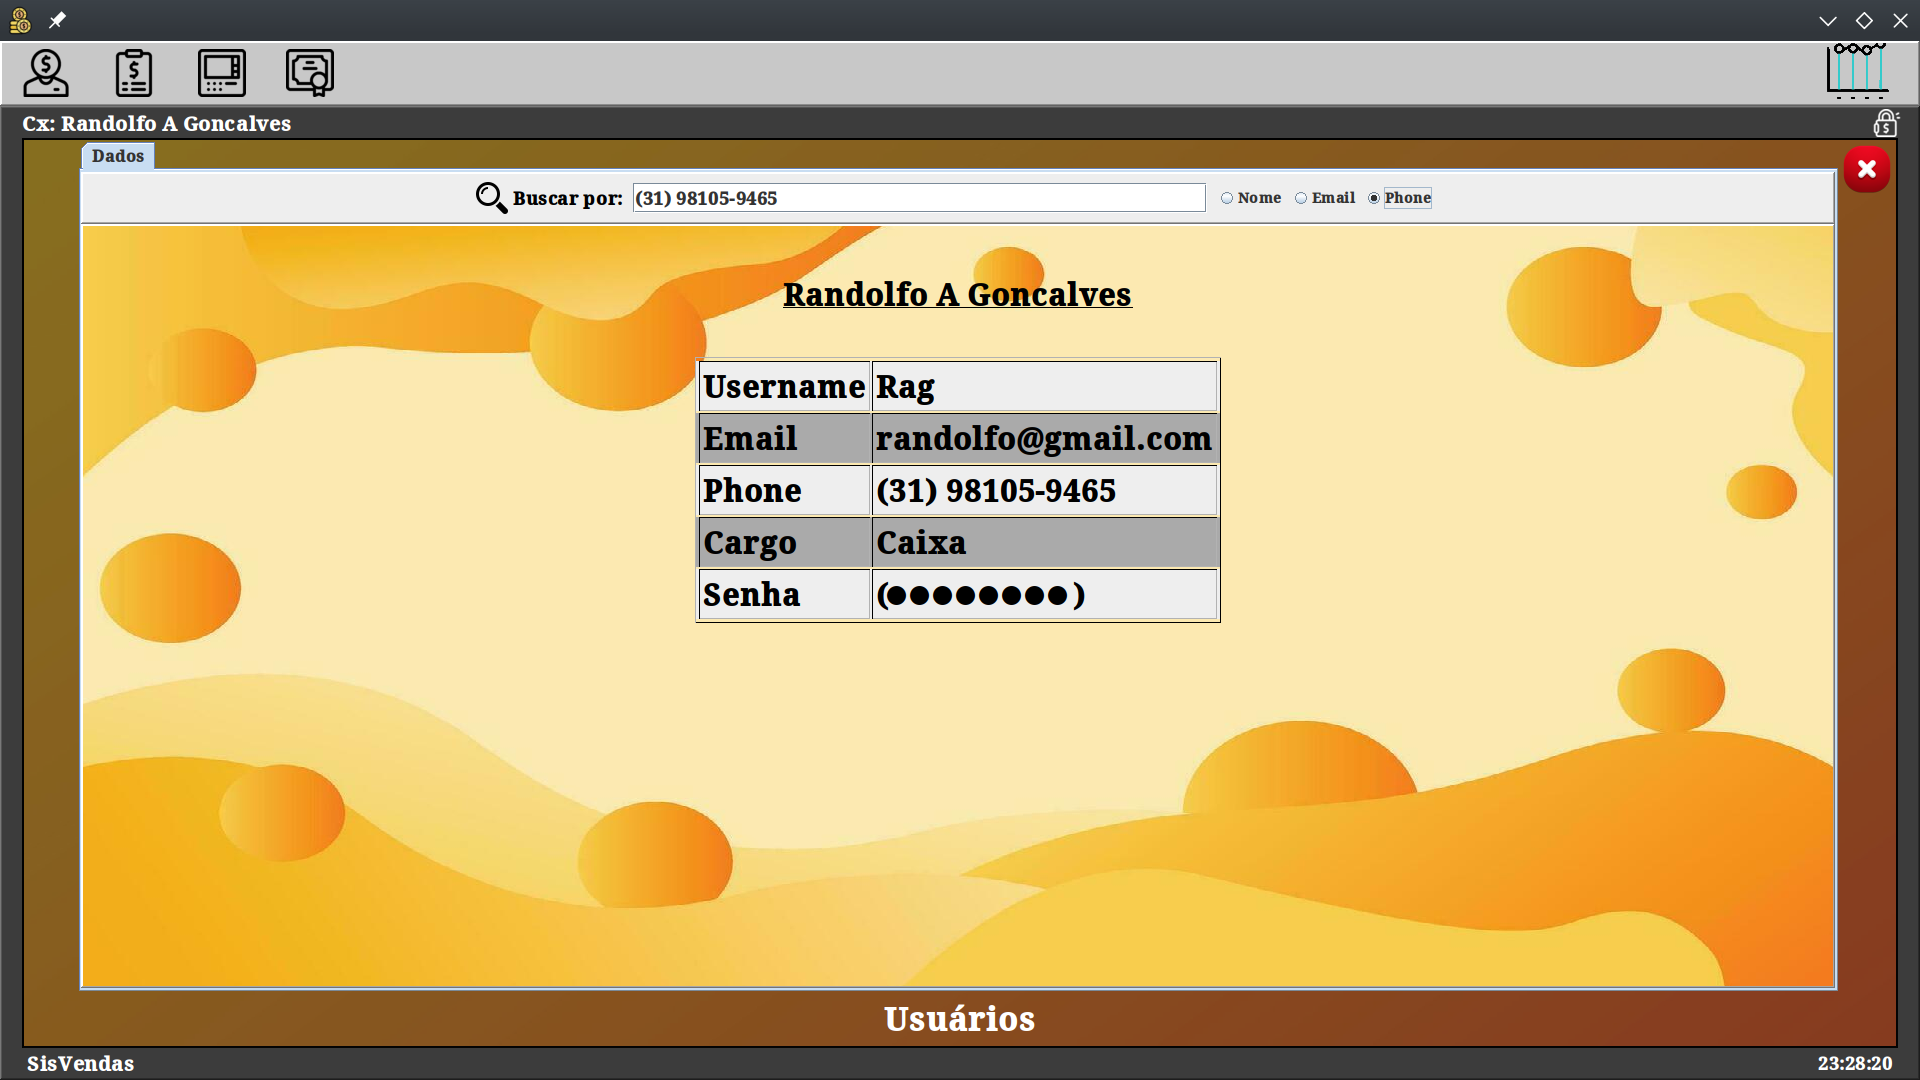 Cx: Randolfo A Goncalves
Dados
Buscar por: (31) 98105-9465 Nome Email Phone
Randolfo A Goncalves
Username Rag
Email randolfo@gmail.com
Phone (31) 98105-9465
Cargo Caixa
Senha (●●●●●●●●)
Usuários
SisVendas 23:28:20